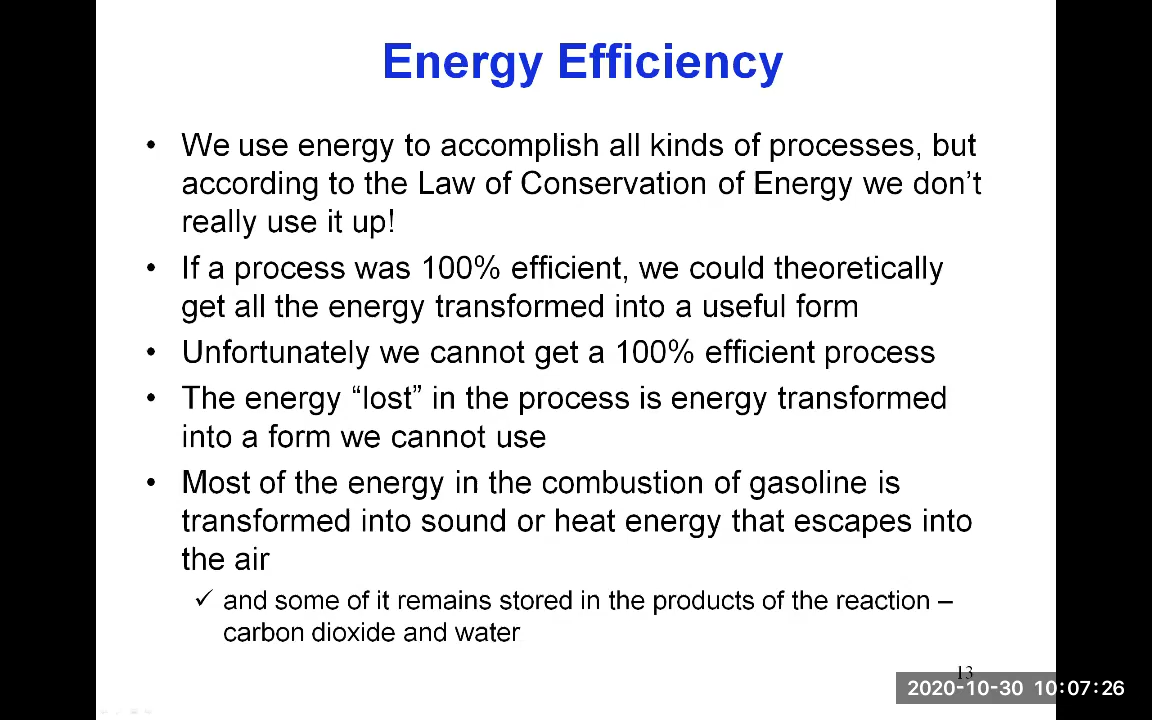 Energy Efficiency
• We use energy to accomplish all kinds of processes, but
according to the Law of Conservation of Energy we don’t
really use it up!
• If a process was 100% efficient, we could theoretically
get all the energy transformed into a useful form
• Unfortunately we cannot get a 100% efficient process
• The energy “lost” in the process is energy transformed
into a form we cannot use
• Most of the energy in the combustion of gasoline is
transformed into sound or heat energy that escapes into
the air
✓ and some of it remains stored in the products of the reaction –
carbon dioxide and water
13
2020-10-30 10:07:26